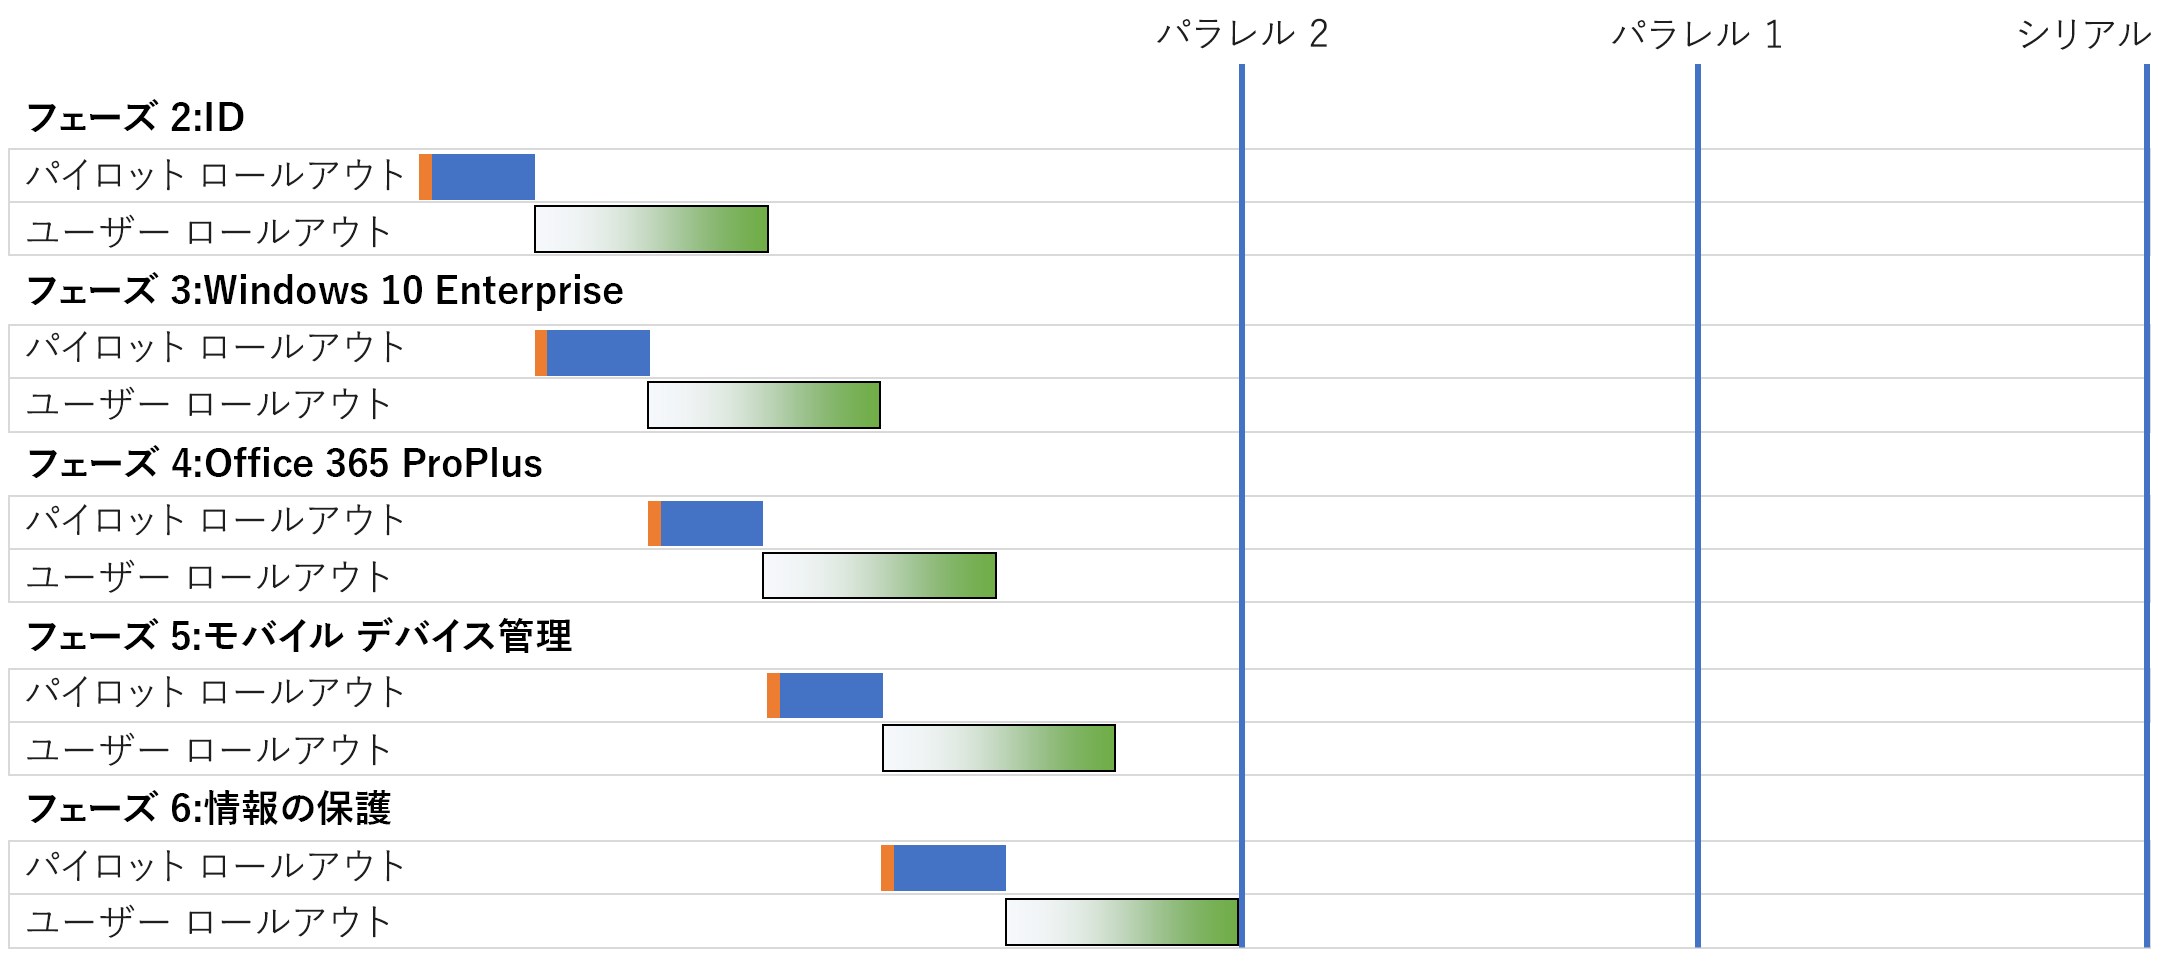 パラレル 2 パラレル 1 シリアル
フェーズ 2:ID
パイロット ロールアウト
ユーザー ロールアウト
フェーズ 3:Windows 10 Enterprise
パイロット ロールアウト
ユーザー ロールアウト
フェーズ 4:Office 365 ProPlus
パイロット ロールアウト
ユーザー ロールアウト
フェーズ 5:モバイル デバイス管理
パイロット ロールアウト
ユーザー ロールアウト
フェーズ 6:情報の保護
パイロット ロールアウト
ユーザー ロールアウト